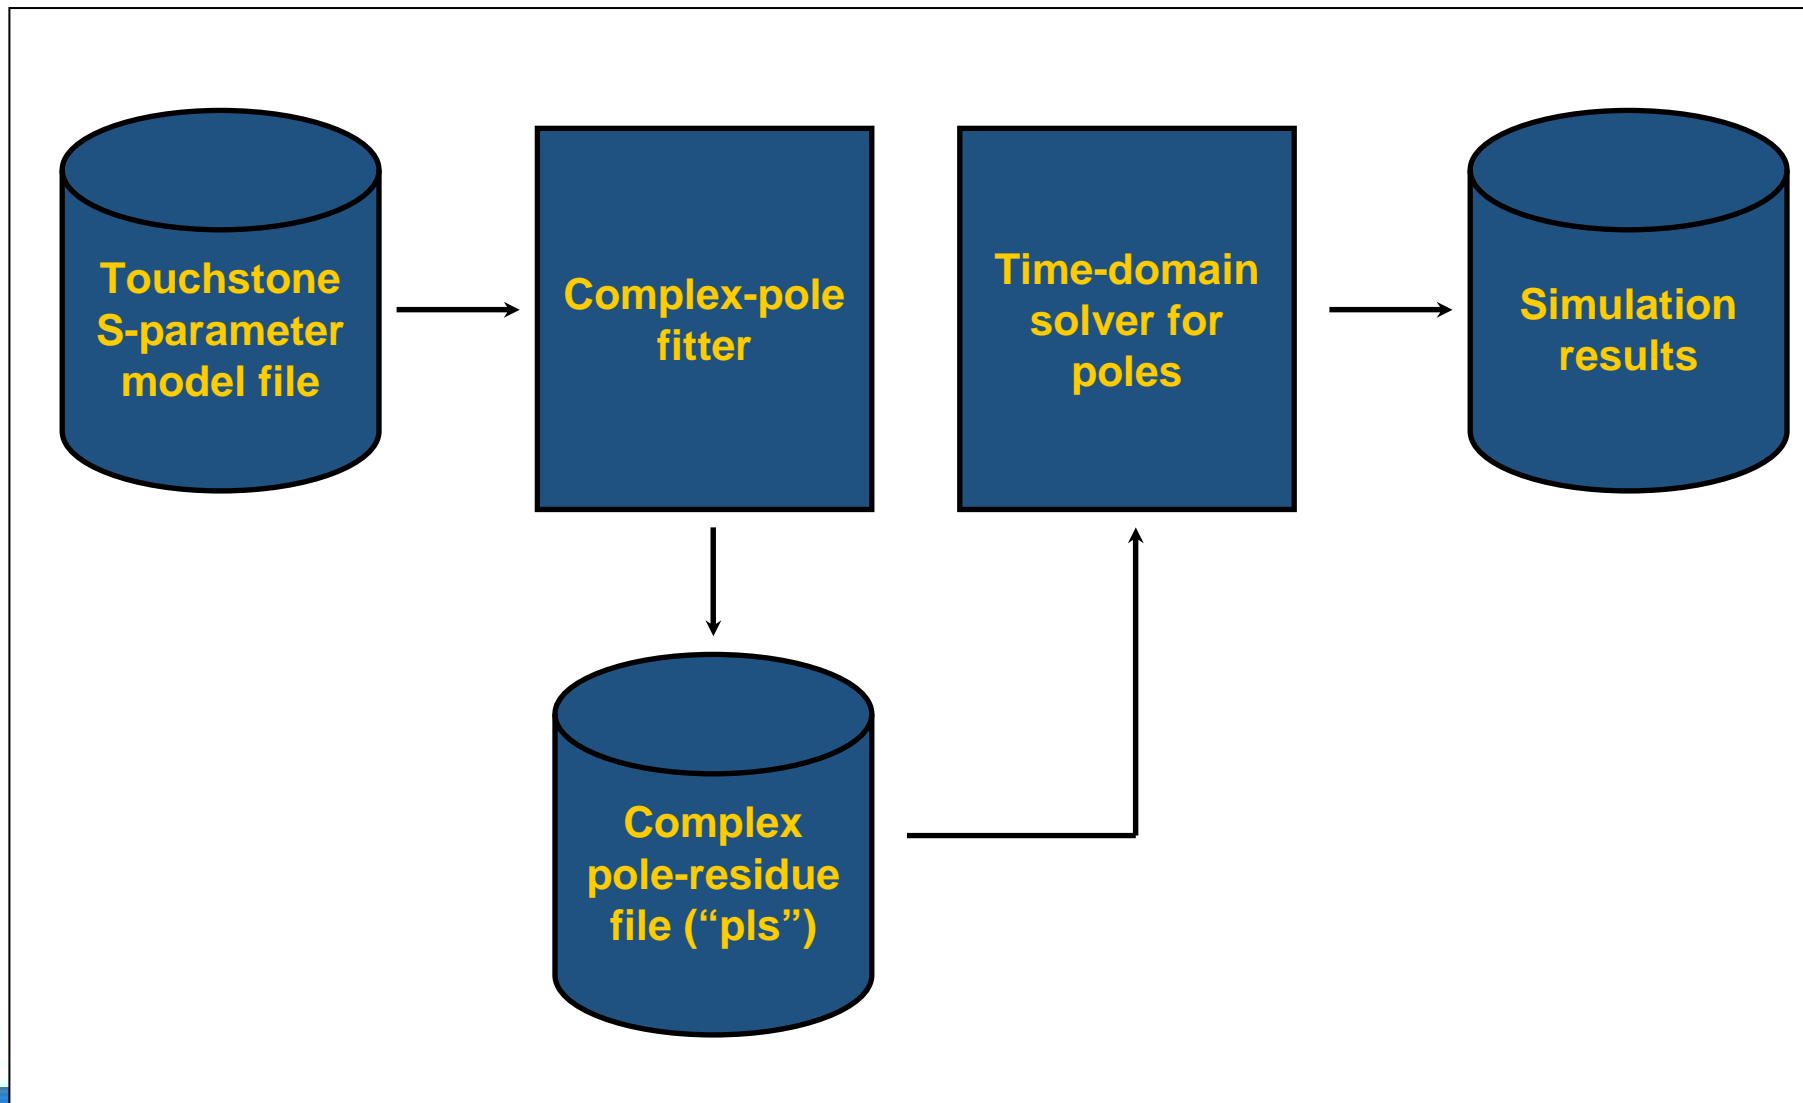 Touchstone
S-parameter
model file
Complex-pole
fitter
Time-domain
solver for
poles
Simulation
results
Complex
pole-residue
file (“pls”)